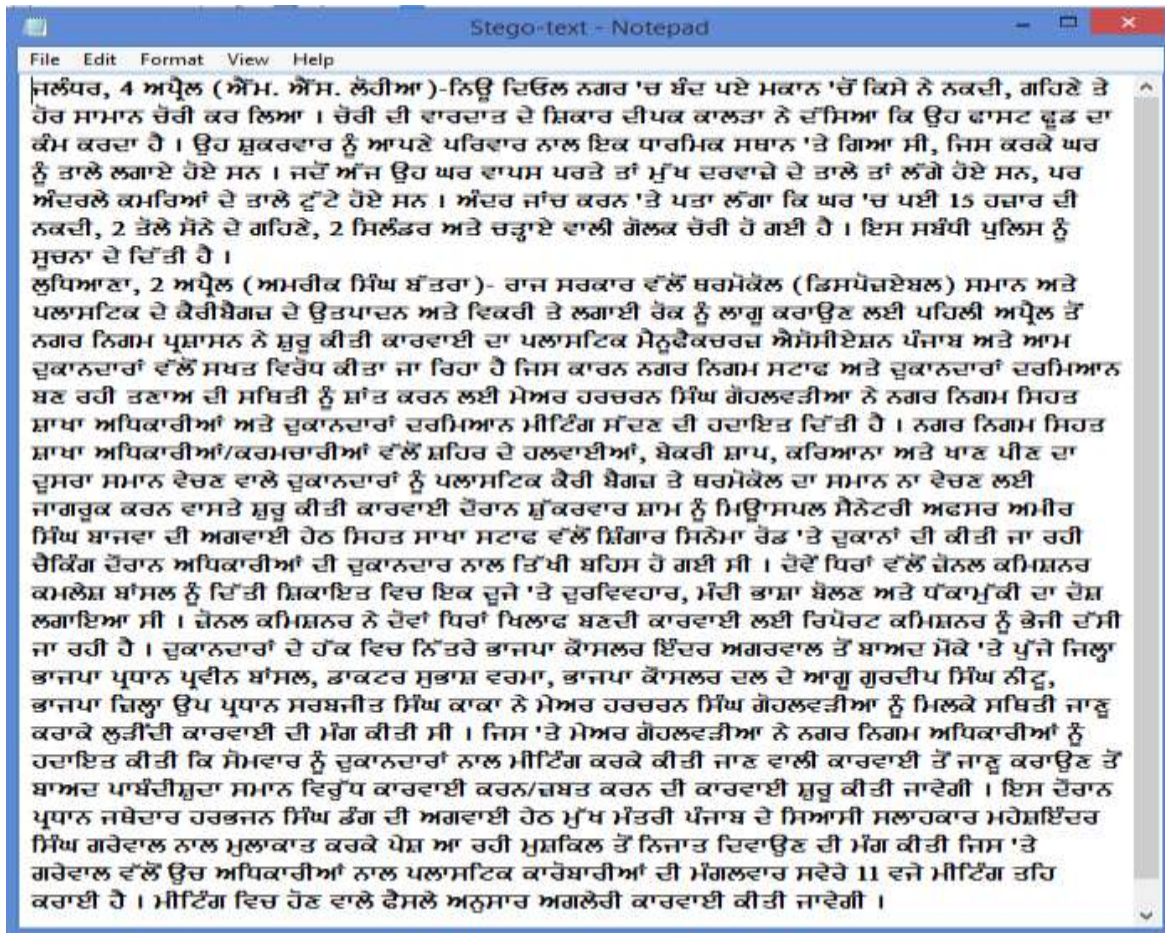 Stego-text - Notepad
File Edit Format View Help
ਜਲੰਧਰ, 4 ਅਪ੍ਰੈਲ (ਐੱਮ. ਐੱਸ. ਲੋਹੀਆ)-ਨਿਊ ਦਿਓਲ ਨਗਰ 'ਚ ਬੰਦ ਪਏ ਮਕਾਨ 'ਚੋਂ ਕਿਸੇ ਨੇ ਨਕਦੀ, ਗਹਿਣੇ ਤੇ
ਹੋਰ ਸਾਮਾਨ ਚੋਰੀ ਕਰ ਲਿਆ । ਚੋਰੀ ਦੀ ਵਾਰਦਾਤ ਦੇ ਸ਼ਿਕਾਰ ਦੀਪਕ ਕਾਲੜਾ ਨੇ ਦੱਸਿਆ ਕਿ ਉਹ ਫਾਸਟ ਫੂਡ ਦਾ
ਕੰਮ ਕਰਦਾ ਹੈ । ਉਹ ਸ਼ੁਕਰਵਾਰ ਨੂੰ ਆਪਣੇ ਪਰਿਵਾਰ ਨਾਲ ਇਕ ਧਾਰਮਿਕ ਸਥਾਨ 'ਤੇ ਗਿਆ ਸੀ, ਜਿਸ ਕਰਕੇ ਘਰ
ਨੂੰ ਤਾਲੇ ਲਗਾਏ ਹੋਏ ਸਨ । ਜਦੋਂ ਅੱਜ ਉਹ ਘਰ ਵਾਪਸ ਪਰਤੇ ਤਾਂ ਮੁੱਖ ਦਰਵਾਜ਼ੇ ਦੇ ਤਾਲੇ ਤਾਂ ਲੱਗੇ ਹੋਏ ਸਨ, ਪਰ
ਅੰਦਰਲੇ ਕਮਰਿਆਂ ਦੇ ਤਾਲੇ ਟੁੱਟੇ ਹੋਏ ਸਨ । ਅੰਦਰ ਜਾਂਚ ਕਰਨ 'ਤੇ ਪਤਾ ਲੱਗਾ ਕਿ ਘਰ 'ਚ ਪਈ 15 ਹਜ਼ਾਰ ਦੀ
ਨਕਦੀ, 2 ਤੋਲੇ ਸੋਨੇ ਦੇ ਗਹਿਣੇ, 2 ਸਿਲੰਡਰ ਅਤੇ ਚੜ੍ਹਾਏ ਵਾਲੀ ਗੋਲਕ ਚੋਰੀ ਹੋ ਗਈ ਹੈ । ਇਸ ਸਬੰਧੀ ਪੁਲਿਸ ਨੂੰ
ਸੂਚਨਾ ਦੇ ਦਿੱਤੀ ਹੈ ।
ਲੁਧਿਆਣਾ, 2 ਅਪ੍ਰੈਲ (ਅਮਰੀਕ ਸਿੰਘ ਬੱਤਰਾ)- ਰਾਜ ਸਰਕਾਰ ਵੱਲੋਂ ਥਰਮੋਕੋਲ (ਡਿਸਪੋਜ਼ਏਬਲ) ਸਮਾਨ ਅਤੇ
ਪਲਾਸਟਿਕ ਦੇ ਕੈਰੀਬੈਗਜ਼ ਦੇ ਉਤਪਾਦਨ ਅਤੇ ਵਿਕਰੀ ਤੇ ਲਗਾਈ ਰੋਕ ਨੂੰ ਲਾਗੂ ਕਰਾਉਣ ਲਈ ਪਹਿਲੀ ਅਪ੍ਰੈਲ ਤੋਂ
ਨਗਰ ਨਿਗਮ ਪ੍ਰਸ਼ਾਸਨ ਨੇ ਸ਼ੁਰੂ ਕੀਤੀ ਕਾਰਵਾਈ ਦਾ ਪਲਾਸਟਿਕ ਮੈਨੂਫੈਕਚਰਜ਼ ਐਸੋਸੀਏਸ਼ਨ ਪੰਜਾਬ ਅਤੇ ਆਮ
ਦੁਕਾਨਦਾਰਾਂ ਵੱਲੋਂ ਸਖਤ ਵਿਰੋਧ ਕੀਤਾ ਜਾ ਰਿਹਾ ਹੈ ਜਿਸ ਕਾਰਨ ਨਗਰ ਨਿਗਮ ਸਟਾਫ ਅਤੇ ਦੁਕਾਨਦਾਰਾਂ ਦਰਮਿਆਨ
ਬਣ ਰਹੀ ਤਣਾਅ ਦੀ ਸਥਿਤੀ ਨੂੰ ਸ਼ਾਂਤ ਕਰਨ ਲਈ ਮੇਅਰ ਹਰਚਰਨ ਸਿੰਘ ਗੋਹਲਵੜੀਆ ਨੇ ਨਗਰ ਨਿਗਮ ਸਿਹਤ
ਸ਼ਾਖਾ ਅਧਿਕਾਰੀਆਂ ਅਤੇ ਦੁਕਾਨਦਾਰਾਂ ਦਰਮਿਆਨ ਮੀਟਿੰਗ ਸੱਦਣ ਦੀ ਹਦਾਇਤ ਦਿੱਤੀ ਹੈ । ਨਗਰ ਨਿਗਮ ਸਿਹਤ
ਸ਼ਾਖਾ ਅਧਿਕਾਰੀਆਂ/ਕਰਮਚਾਰੀਆਂ ਵੱਲੋਂ ਸ਼ਹਿਰ ਦੇ ਹਲਵਾਈਆਂ, ਬੇਕਰੀ ਸ਼ਾਪ, ਕਰਿਆਨਾ ਅਤੇ ਖਾਣ ਪੀਣ ਦਾ
ਦੂਸਰਾ ਸਮਾਨ ਵੇਚਣ ਵਾਲੇ ਦੁਕਾਨਦਾਰਾਂ ਨੂੰ ਪਲਾਸਟਿਕ ਕੈਰੀ ਬੈਗਜ਼ ਤੇ ਥਰਮੋਕੋਲ ਦਾ ਸਮਾਨ ਨਾ ਵੇਚਣ ਲਈ
ਜਾਗਰੂਕ ਕਰਨ ਵਾਸਤੇ ਸ਼ੁਰੂ ਕੀਤੀ ਕਾਰਵਾਈ ਦੌਰਾਨ ਸ਼ੁੱਕਰਵਾਰ ਸ਼ਾਮ ਨੂੰ ਮਿਊਾਸਪਲ ਸੈਨੇਟਰੀ ਅਫਸਰ ਅਮੀਰ
ਸਿੰਘ ਬਾਜਵਾ ਦੀ ਅਗਵਾਈ ਹੇਠ ਸਿਹਤ ਸਾਖਾ ਸਟਾਫ ਵੱਲੋਂ ਸ਼ਿੰਗਾਰ ਸਿਨੇਮਾ ਰੋਡ 'ਤੇ ਦੁਕਾਨਾਂ ਦੀ ਕੀਤੀ ਜਾ ਰਹੀ
ਚੈਕਿੰਗ ਦੌਰਾਨ ਅਧਿਕਾਰੀਆਂ ਦੀ ਦੁਕਾਨਦਾਰ ਨਾਲ ਤਿੱਖੀ ਬਹਿਸ ਹੋ ਗਈ ਸੀ । ਦੋਵੇਂ ਧਿਰਾਂ ਵੱਲੋਂ ਜ਼ੋਨਲ ਕਮਿਸ਼ਨਰ
ਕਮਲੇਸ਼ ਬਾਂਸਲ ਨੂੰ ਦਿੱਤੀ ਸ਼ਿਕਾਇਤ ਵਿਚ ਇਕ ਦੂਜੇ 'ਤੇ ਦੁਰਵਿਵਹਾਰ, ਮੰਦੀ ਭਾਸ਼ਾ ਬੋਲਣ ਅਤੇ ਧੱਕਾਮੁੱਕੀ ਦਾ ਦੋਸ਼
ਲਗਾਇਆ ਸੀ । ਜ਼ੋਨਲ ਕਮਿਸ਼ਨਰ ਨੇ ਦੋਵਾਂ ਧਿਰਾਂ ਖਿਲਾਫ ਬਣਦੀ ਕਾਰਵਾਈ ਲਈ ਰਿਪੋਰਟ ਕਮਿਸ਼ਨਰ ਨੂੰ ਭੇਜੀ ਦੱਸੀ
ਜਾ ਰਹੀ ਹੈ । ਦੁਕਾਨਦਾਰਾਂ ਦੇ ਹੱਕ ਵਿਚ ਨਿੱਤਰੇ ਭਾਜਪਾ ਕੌਾਸਲਰ ਇੰਦਰ ਅਗਰਵਾਲ ਤੋਂ ਬਾਅਦ ਮੌਕੇ 'ਤੇ ਪੁੱਜੇ ਜਿਲ੍ਹਾ
ਭਾਜਪਾ ਪ੍ਰਧਾਨ ਪ੍ਰਵੀਨ ਬਾਂਸਲ, ਡਾਕਟਰ ਸੁਭਾਸ਼ ਵਰਮਾ, ਭਾਜਪਾ ਕੌਾਸਲਰ ਦਲ ਦੇ ਆਗੂ ਗੁਰਦੀਪ ਸਿੰਘ ਨੀਟੂ,
ਭਾਜਪਾ ਜ਼ਿਲ੍ਹਾ ਉਪ ਪ੍ਰਧਾਨ ਸਰਬਜੀਤ ਸਿੰਘ ਕਾਕਾ ਨੇ ਮੇਅਰ ਹਰਚਰਨ ਸਿੰਘ ਗੋਹਲਵੜੀਆ ਨੂੰ ਮਿਲਕੇ ਸਥਿਤੀ ਜਾਣੂ
ਕਰਾਕੇ ਲੁੜੀਂਦੀ ਕਾਰਵਾਈ ਦੀ ਮੰਗ ਕੀਤੀ ਸੀ । ਜਿਸ 'ਤੇ ਮੇਅਰ ਗੋਹਲਵੜੀਆ ਨੇ ਨਗਰ ਨਿਗਮ ਅਧਿਕਾਰੀਆਂ ਨੂੰ
ਹਦਾਇਤ ਕੀਤੀ ਕਿ ਸੋਮਵਾਰ ਨੂੰ ਦੁਕਾਨਦਾਰਾਂ ਨਾਲ ਮੀਟਿੰਗ ਕਰਕੇ ਕੀਤੀ ਜਾਣ ਵਾਲੀ ਕਾਰਵਾਈ ਤੋਂ ਜਾਣੂ ਕਰਾਉਣ ਤੋਂ
ਬਾਅਦ ਪਾਬੰਦੀਸ਼ੁਦਾ ਸਮਾਨ ਵਿਰੁੱਧ ਕਾਰਵਾਈ ਕਰਨ/ਜ਼ਬਤ ਕਰਨ ਦੀ ਕਾਰਵਾਈ ਸ਼ੁਰੂ ਕੀਤੀ ਜਾਵੇਗੀ । ਇਸ ਦੌਰਾਨ
ਪ੍ਰਧਾਨ ਜਥੇਦਾਰ ਹਰਭਜਨ ਸਿੰਘ ਡੰਗ ਦੀ ਅਗਵਾਈ ਹੇਠ ਮੁੱਖ ਮੰਤਰੀ ਪੰਜਾਬ ਦੇ ਸਿਆਸੀ ਸਲਾਹਕਾਰ ਮਹੇਸ਼ਇੰਦਰ
ਸਿੰਘ ਗਰੇਵਾਲ ਨਾਲ ਮੁਲਾਕਾਤ ਕਰਕੇ ਪੇਸ਼ ਆ ਰਹੀ ਮੁਸ਼ਕਿਲ ਤੋਂ ਨਿਜਾਤ ਦਿਵਾਉਣ ਦੀ ਮੰਗ ਕੀਤੀ ਜਿਸ 'ਤੇ
ਗਰੇਵਾਲ ਵੱਲੋਂ ਉਚ ਅਧਿਕਾਰੀਆਂ ਨਾਲ ਪਲਾਸਟਿਕ ਕਾਰੋਬਾਰੀਆਂ ਦੀ ਮੰਗਲਵਾਰ ਸਵੇਰੇ 11 ਵਜੇ ਮੀਟਿੰਗ ਤਹਿ
ਕਰਾਈ ਹੈ । ਮੀਟਿੰਗ ਵਿਚ ਹੋਣ ਵਾਲੇ ਫੈਸਲੇ ਅਨੁਸਾਰ ਅਗਲੇਰੀ ਕਾਰਵਾਈ ਕੀਤੀ ਜਾਵੇਗੀ ।